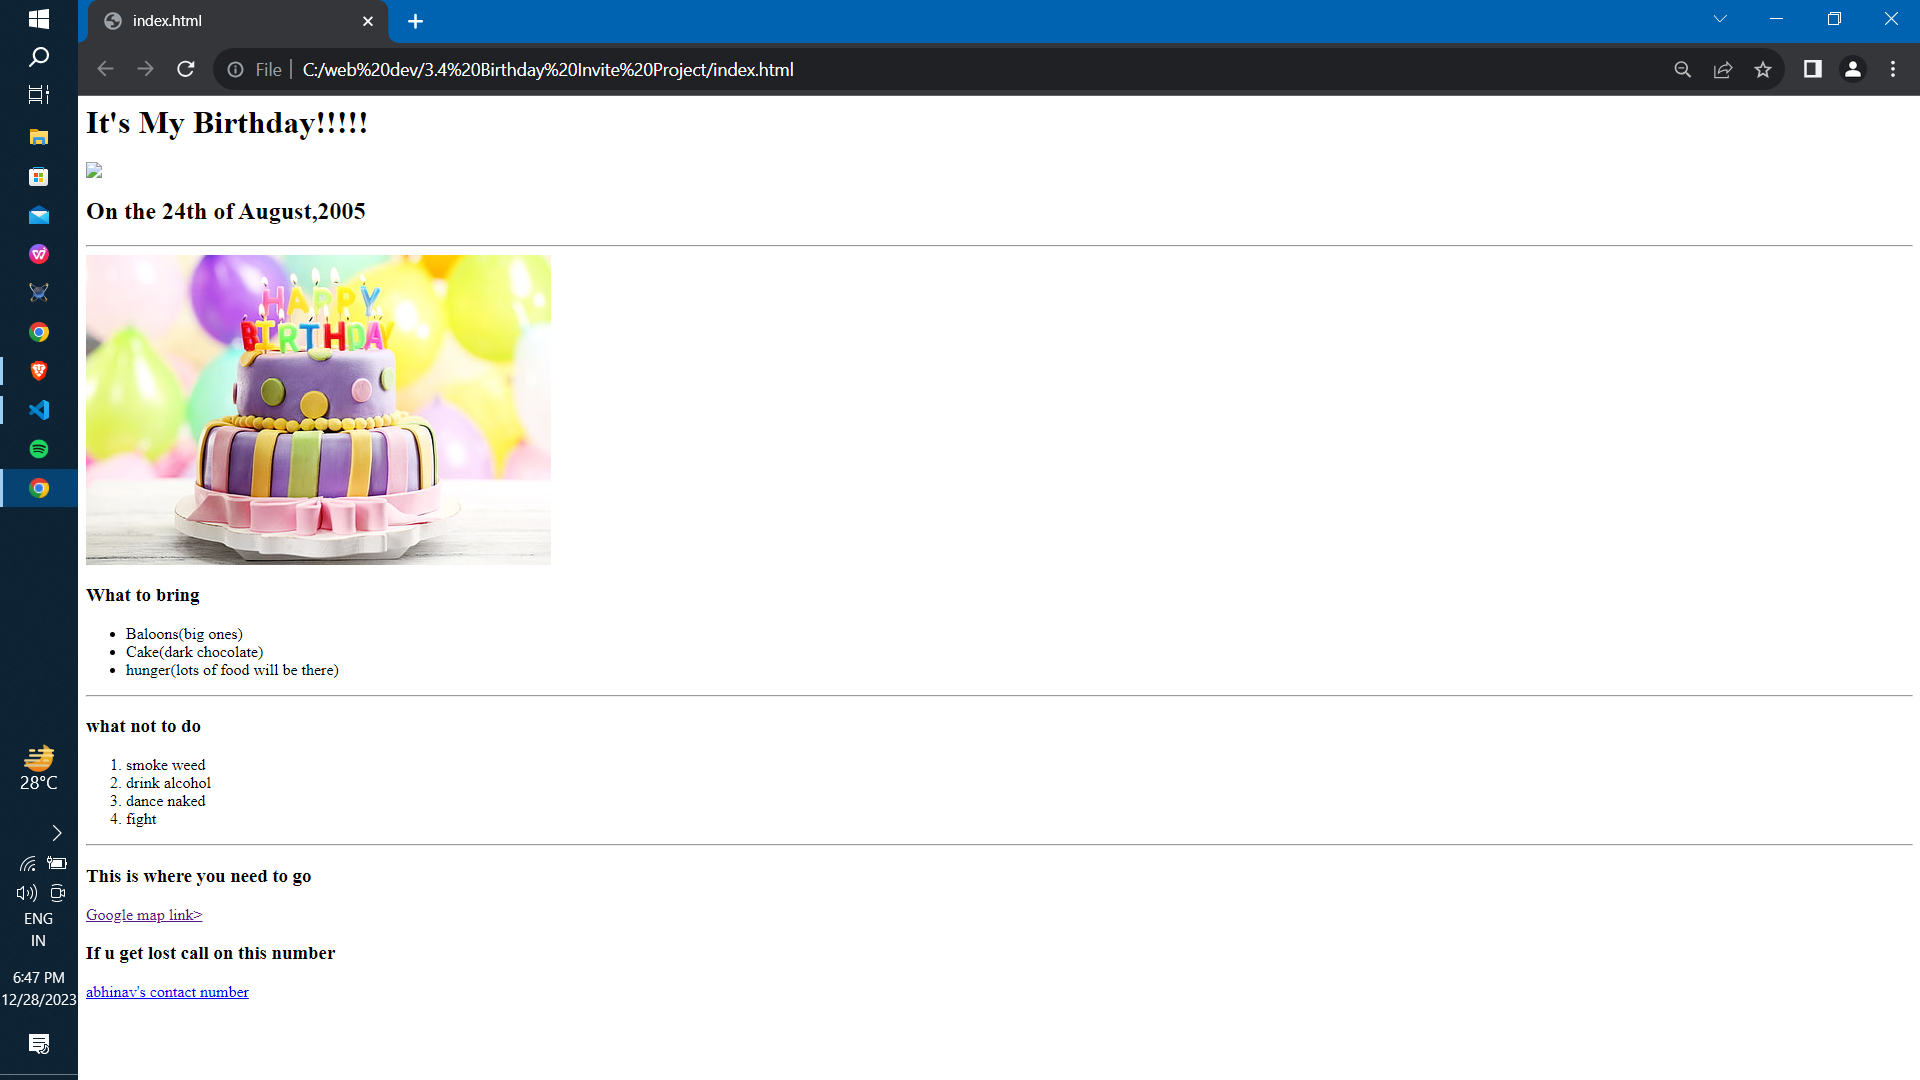 index.html
File
C:/web%20dev/3.4%20Birthday%20Invite%20Project/index.html
It's My Birthday!!!!!
On the 24th of August,2005
HAPPY
BIRTHDAY
What to bring
• Baloons(big ones)
• Cake(dark chocolate)
• hunger(lots of food will be there)
what not to do
1. smoke weed
2. drink alcohol
3. dance naked
4. fight
This is where you need to go
Google map link>
If u get lost call on this number
abhinav's contact number
28°C
ENG
IN
6:47 PM
12/28/2023